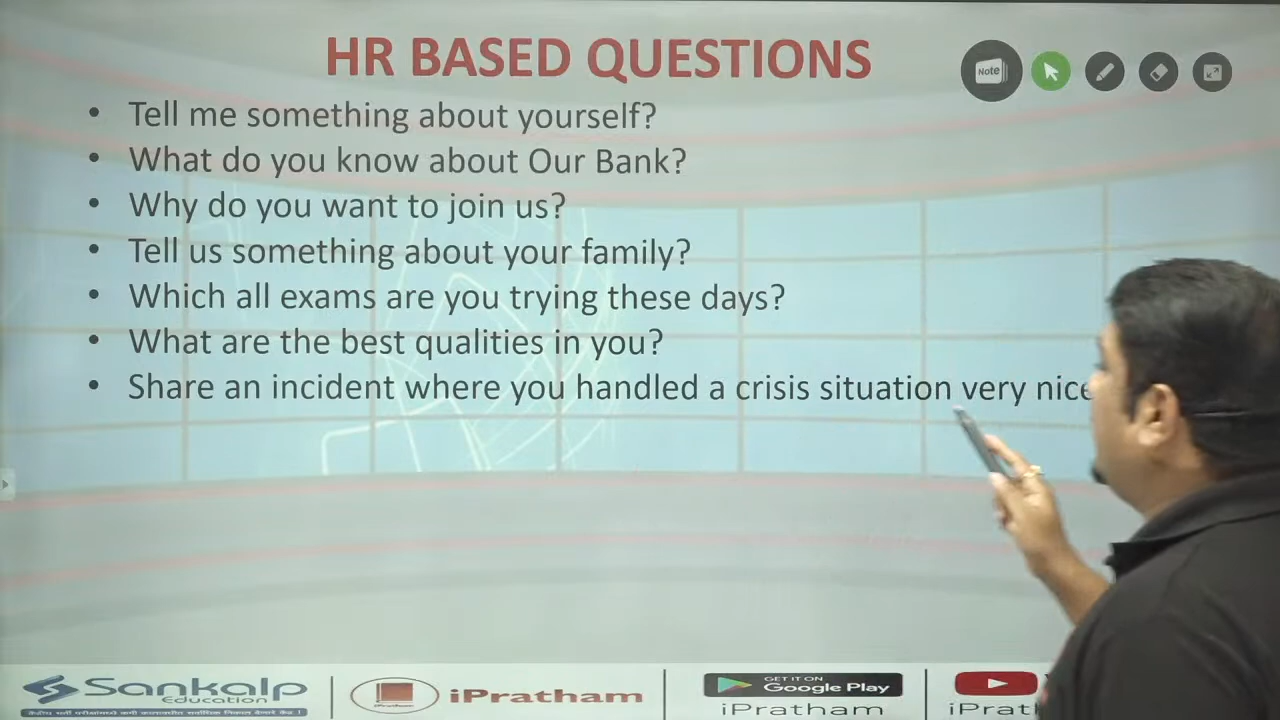 HR BASED QUESTIONS
Note
• Tell me something about yourself?
• What do you know about Our Bank?
• Why do you want to join us?
• Tell us something about your family?
• Which all exams are you trying these days?
• What are the best qualities in you?
• Share an incident where you handled a crisis situation very nice
Sankalp
Education
iPratham
GET IT ON
Google Play
iPratham
iPrat